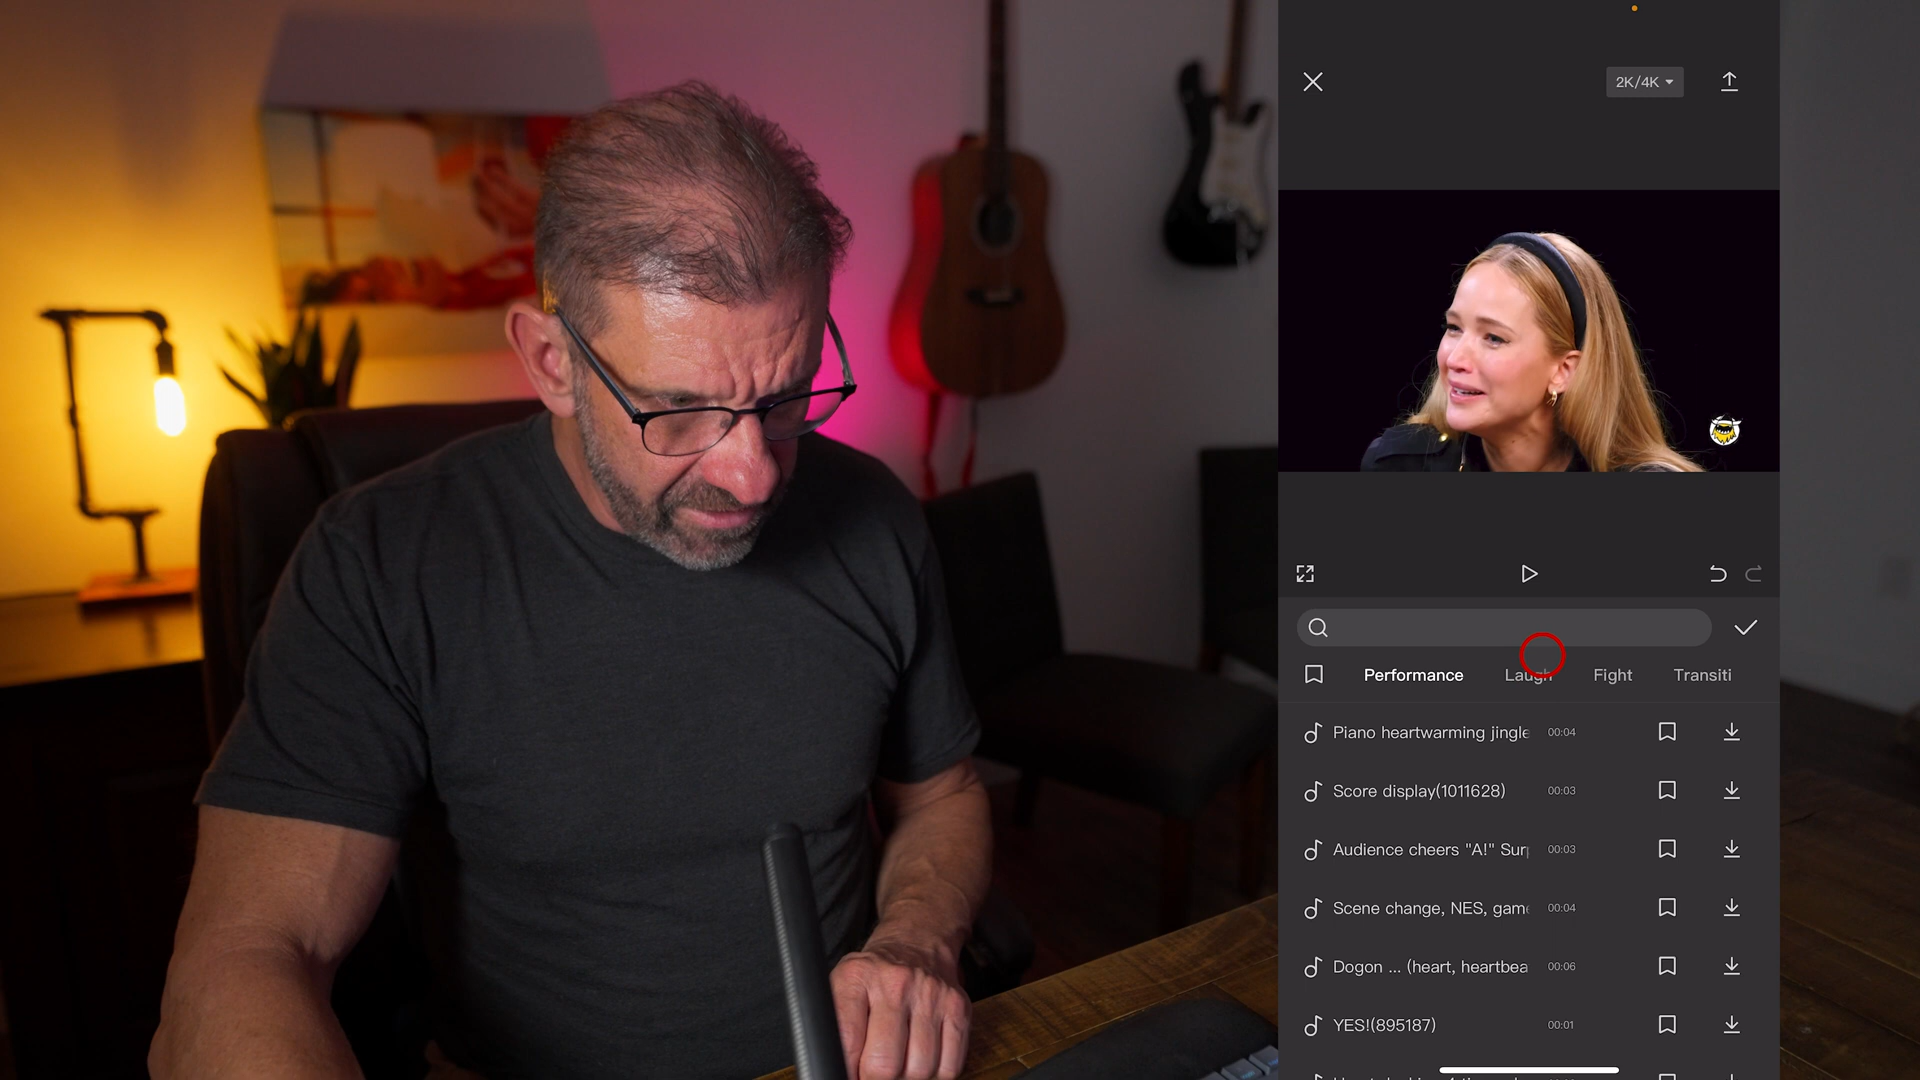 2K/4K
Performance Laugh Fight Transiti
Piano heartwarming jingle 00:04
Score display(1011628) 00:03
Audience cheers "A!" Sur 00:03
Scene change, NES, gam 00:04
Dogon ... (heart, heartbea 00:06
YES!(895187) 00:01